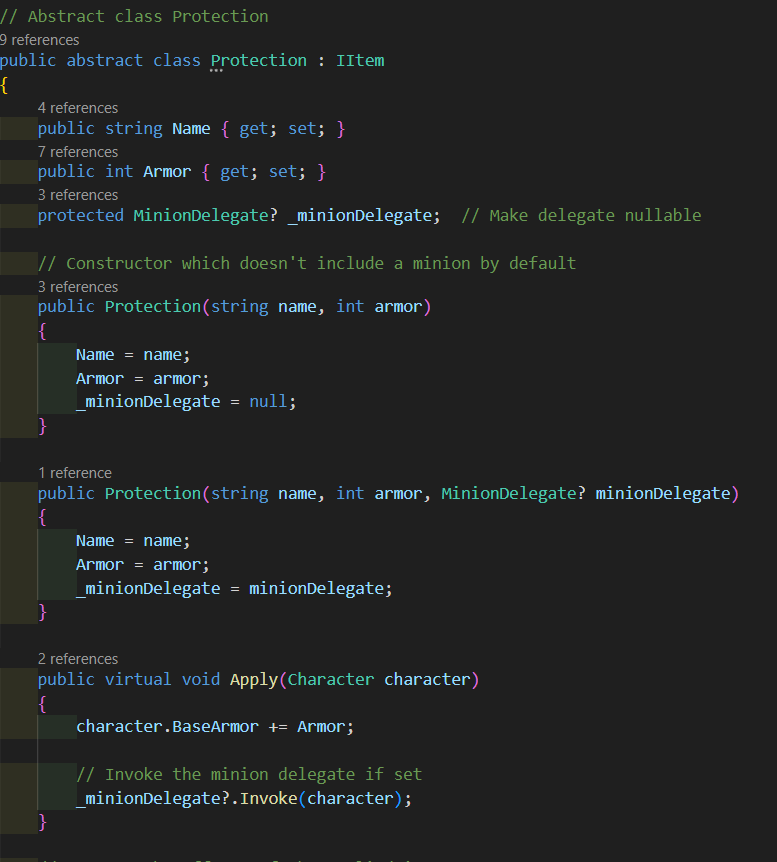 // Abstract class Protection
9 references
public abstract class Protection : IItem
{
4 references
public string Name { get; set; }
7 references
public int Armor { get; set; }
3 references
protected MinionDelegate? _minionDelegate;  // Make delegate nullable
// Constructor which doesn't include a minion by default
3 references
public Protection(string name, int armor)
{
Name = name;
Armor = armor;
_minionDelegate = null;
}
1 reference
public Protection(string name, int armor, MinionDelegate? minionDelegate)
{
Name = name;
Armor = armor;
_minionDelegate = minionDelegate;
}
2 references
public virtual void Apply(Character character)
{
character.BaseArmor += Armor;
// Invoke the minion delegate if set
_minionDelegate?.Invoke(character);
}